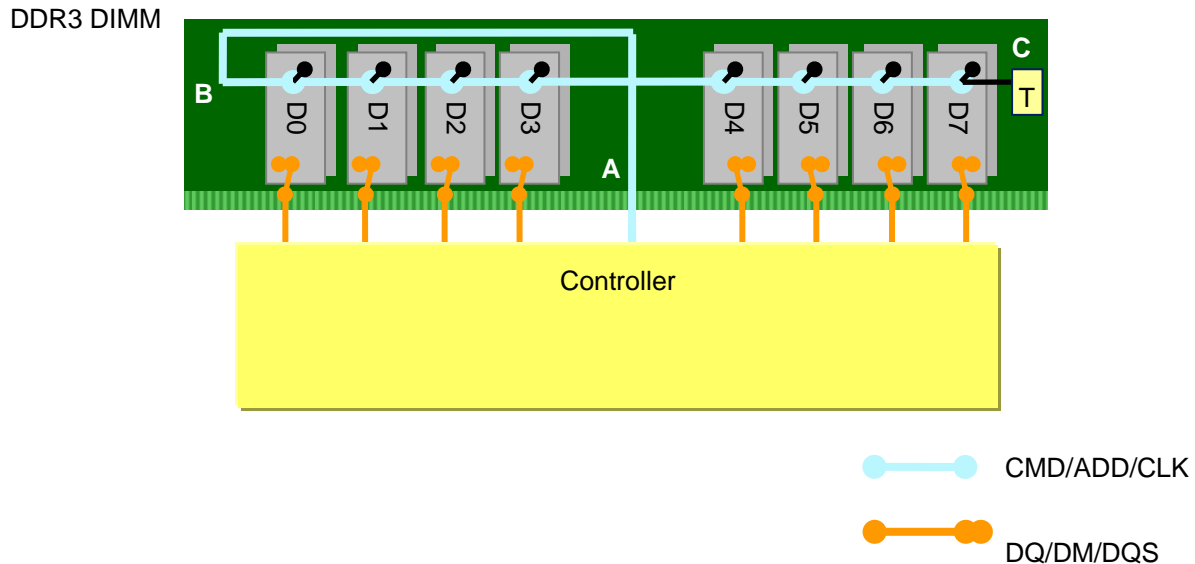 DDR3 DIMM
C
B
T
D0
D1
D2
D3
D4
D5
D6
D7
A
Controller
CMD/ADD/CLK
DQ/DM/DQS